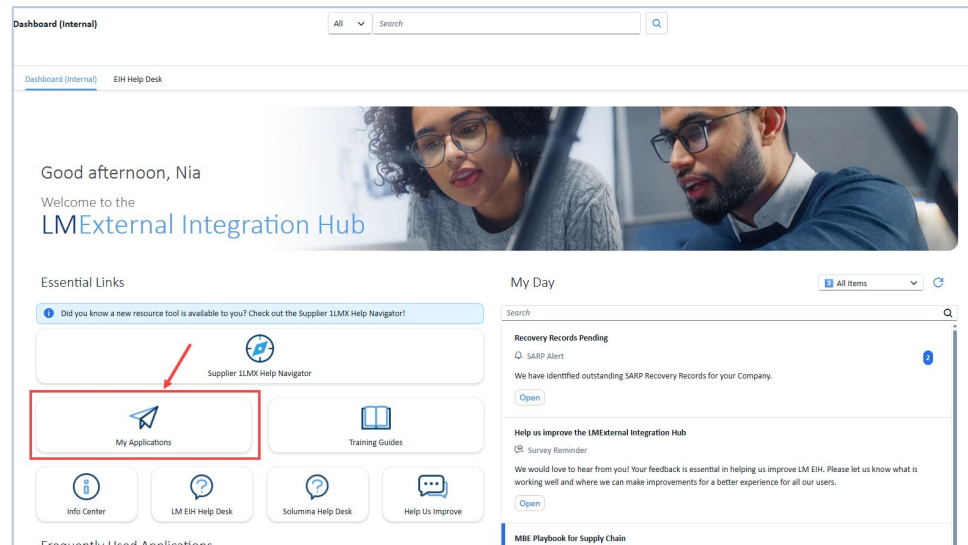 Dashboard (Internal)
All
Search
Dashboard (Internal) EIH Help Desk
Good afternoon, Nia
Welcome to the
LMExternal Integration Hub
Essential Links
Did you know a new resource tool is available to you? Check out the Supplier 1LMX Help Navigator!
Supplier 1LMX Help Navigator
My Applications
Training Guides
Info Center
LM EIH Help Desk
Solumina Help Desk
Help Us Improve
Frequently Used Applications
My Day
3 All Items
Search
Recovery Records Pending
SARP Alert
2
We have identified outstanding SARP Recovery Records for your Company.
Open
Help us improve the LMExternal Integration Hub
Survey Reminder
We would love to hear from you! Your feedback is essential in helping us improve LM EIH. Please let us know what is
working well and where we can make improvements for a better experience for all our users.
Open
MBE Playbook for Supply Chain